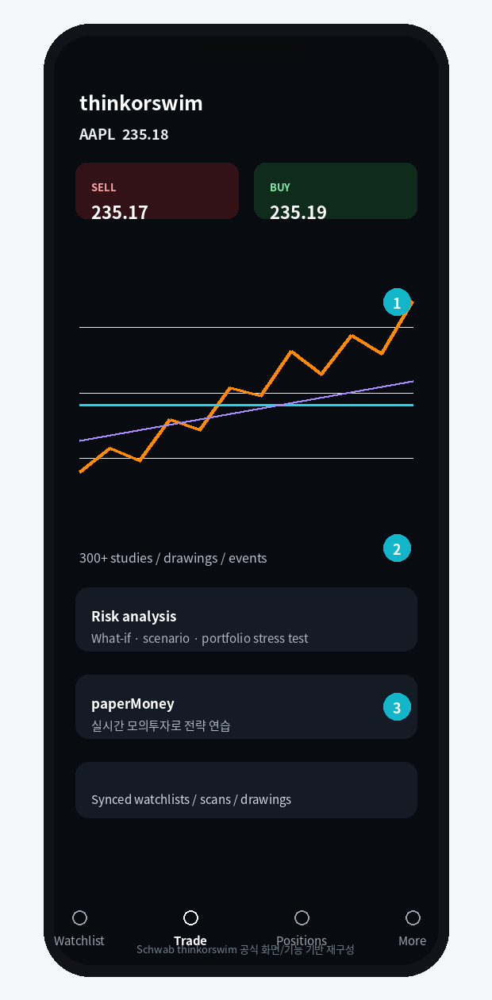 thinkorswim
AAPL 235.18
SELL
BUY
235.17
235.19
1
2
300+ studies / drawings / events
Risk analysis
What-if · scenario · portfolio stress test
paperMoney
3
실시간 모의투자로 전략 연습
Synced watchlists / scans / drawings
Watchlist
Trade
Positions
More
Schwab thinkorswim 공식 화면/기능 기반 재구성